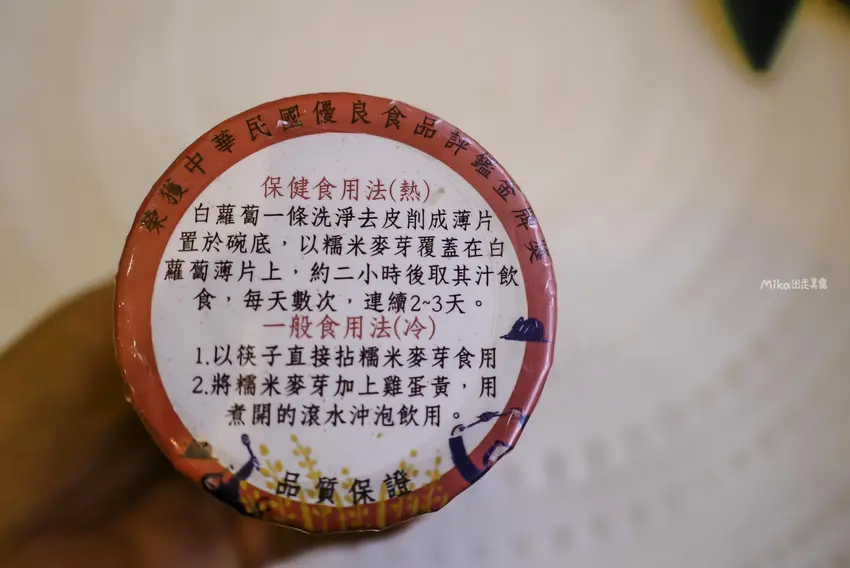 榮獲中華民國優良食品評鑑金牌獎
保健食用法(熱)
白蘿蔔一條洗淨去皮削成薄片
置於碗底，以糯米麥芽覆蓋在白
蘿蔔薄片上，約二小時後取其汁飲
食，每天數次，連續2~3天。
一般食用法(冷)
1.以筷子直接拈糯米麥芽食用
2.將糯米麥芽加上雞蛋黃，用
煮開的滾水沖泡飲用。
品質保證
Mika出走美食